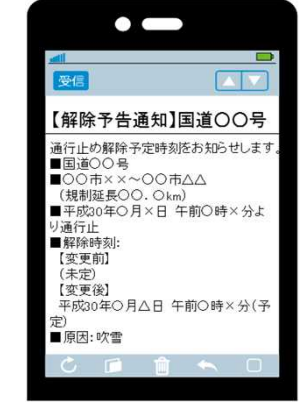 受信
【解除予告通知】国道〇〇号
通行止め解除予定時刻をお知らせします。
■国道〇〇号
■〇〇市××～〇〇市△△
（規制延長〇〇．〇km）
■平成30年〇月×日 午前〇時×分よ
り通行止
■解除時刻:
【変更前】
（未定）
【変更後】
平成30年〇月△日 午前〇時×分（予
定）
■原因:吹雪